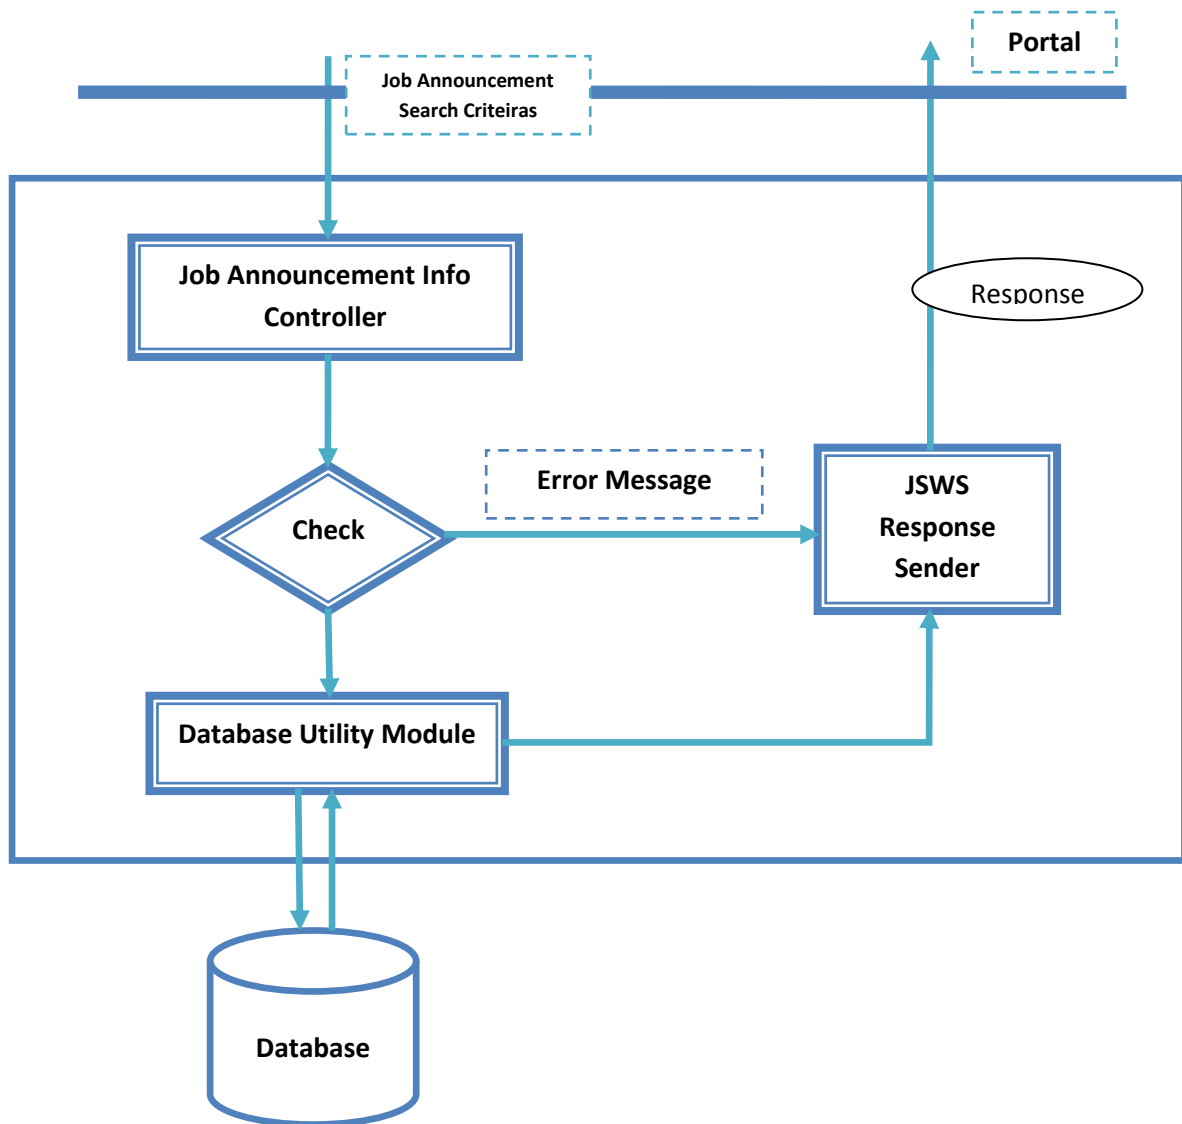 Portal
Job Announcement
Search Criteiras
Job Announcement Info
Controller
Response
Error Message
JSWS
Response
Sender
Check
Database Utility Module
Database